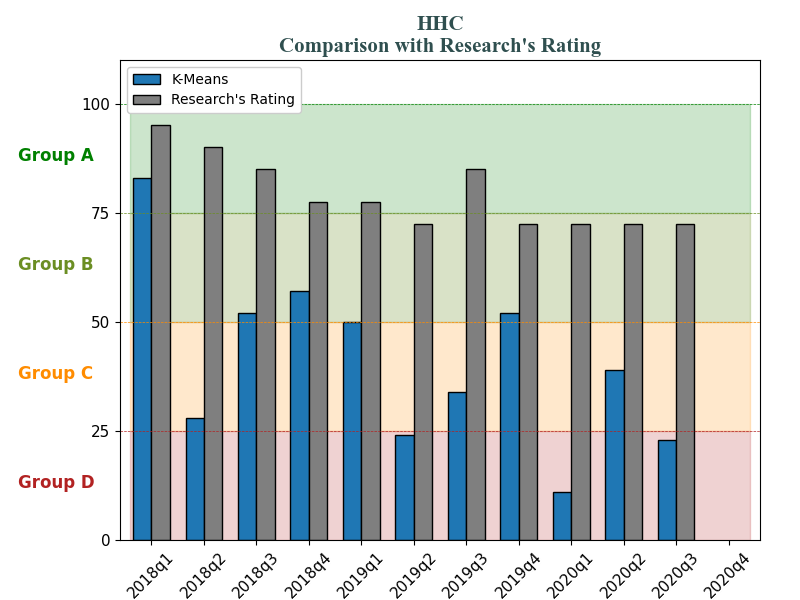 HHC
Comparison with Research's Rating
K-Means
Research's Rating
100
Group A
75
Group B
50
Group C
25
Group D
0
2018q1
2018q2
2018q3
2018q4
2019q1
2019q2
2019q3
2019q4
2020q1
2020q2
2020q3
2020q4